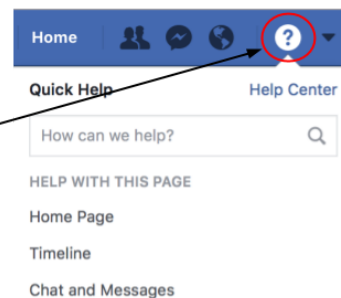 Home ?
Quick Help Help Center
How can we help?
HELP WITH THIS PAGE
Home Page
Timeline
Chat and Messages